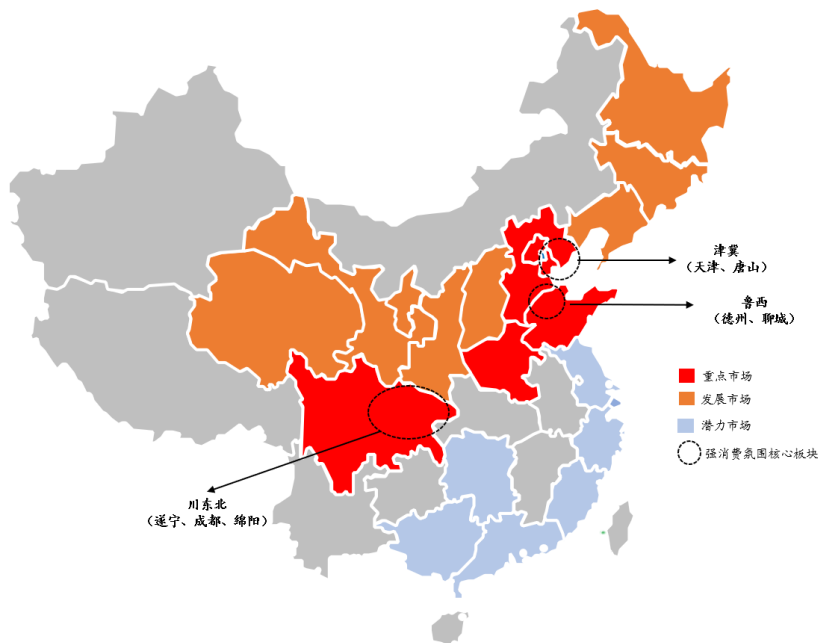 津冀
（天津、唐山）
鲁西
（德州、聊城）
重点市场
发展市场
潜力市场
强消费氛围核心板块
川东北
（遂宁、成都、绵阳）